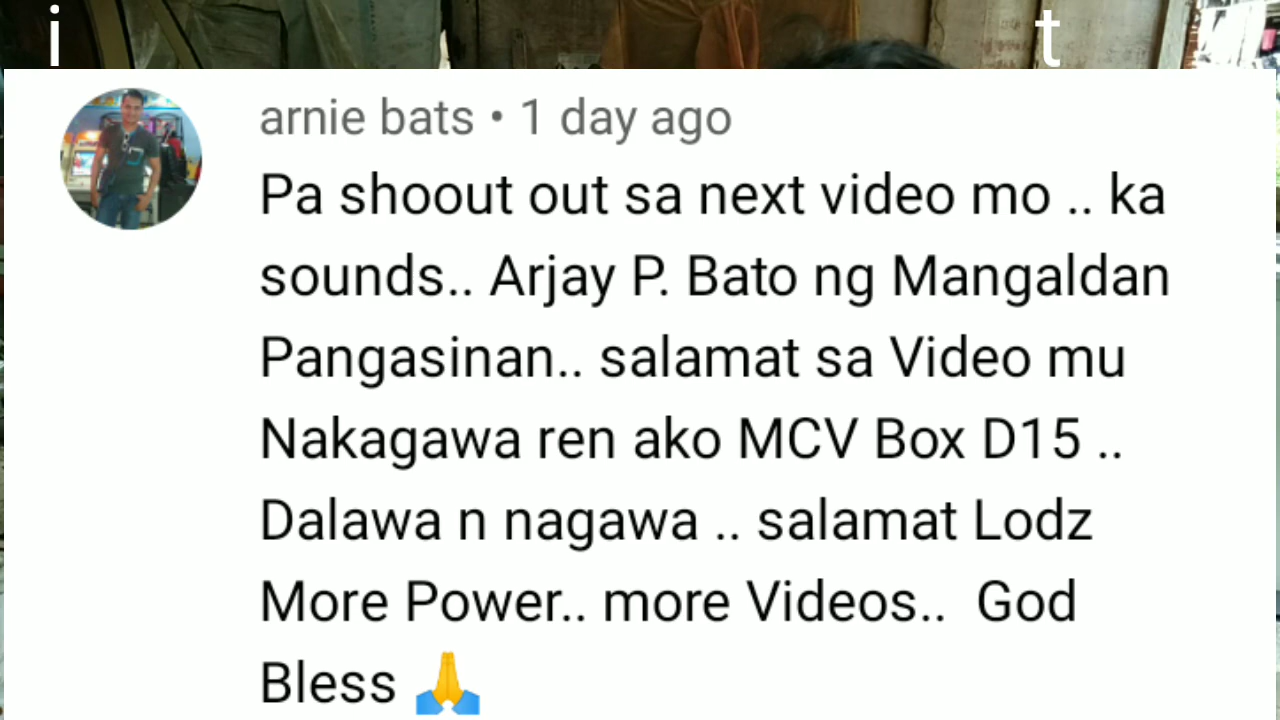 i t
arnie bats • 1 day ago
Pa shoout out sa next video mo .. ka
sounds.. Arjay P. Bato ng Mangaldan
Pangasinan.. salamat sa Video mu
Nakagawa ren ako MCV Box D15 ..
Dalawa n nagawa .. salamat Lodz
More Power.. more Videos.. God
Bless 🙏